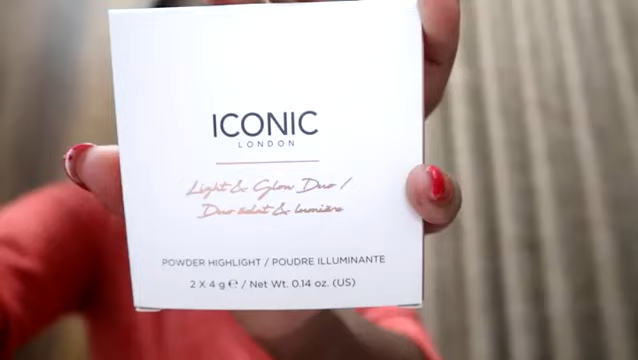 ICONIC
LONDON
Light & Glow Duo /
Duo éclat & lumière
POWDER HIGHLIGHT / POUDRE ILLUMINANTE
2 X 4 g ℮ / Net Wt. 0.14 oz. (US)